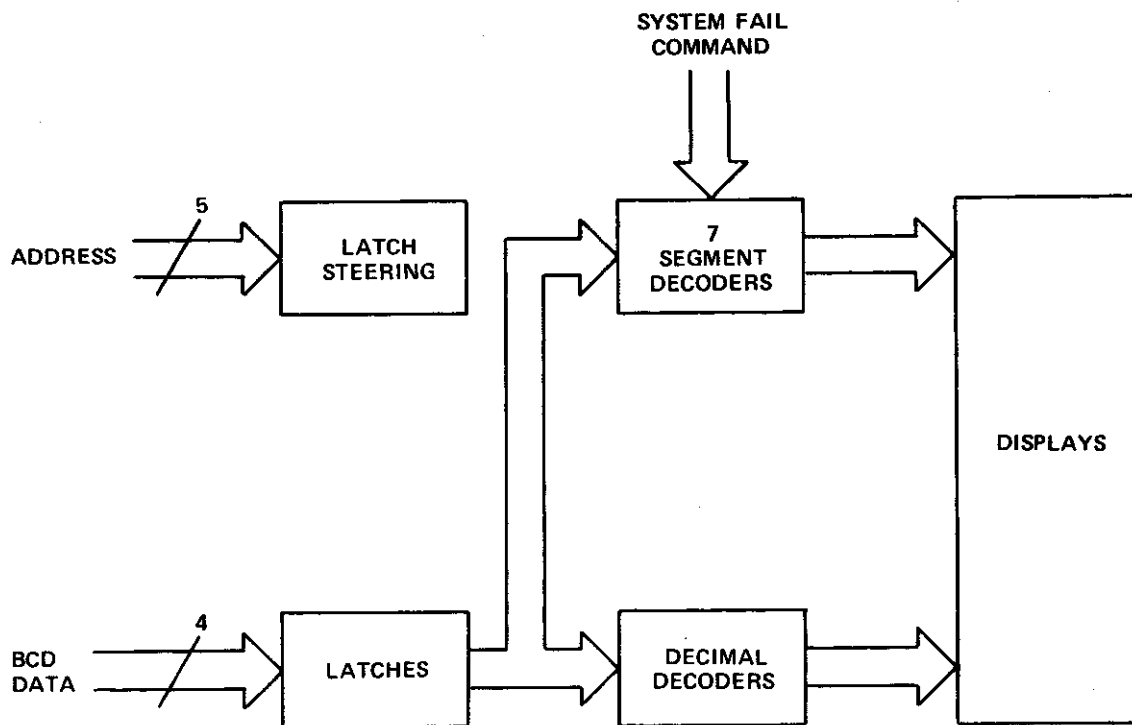 SYSTEM FAIL
COMMAND
5
ADDRESS
LATCH
STEERING
7
SEGMENT
DECODERS
DISPLAYS
4
BCD
DATA
LATCHES
DECIMAL
DECODERS